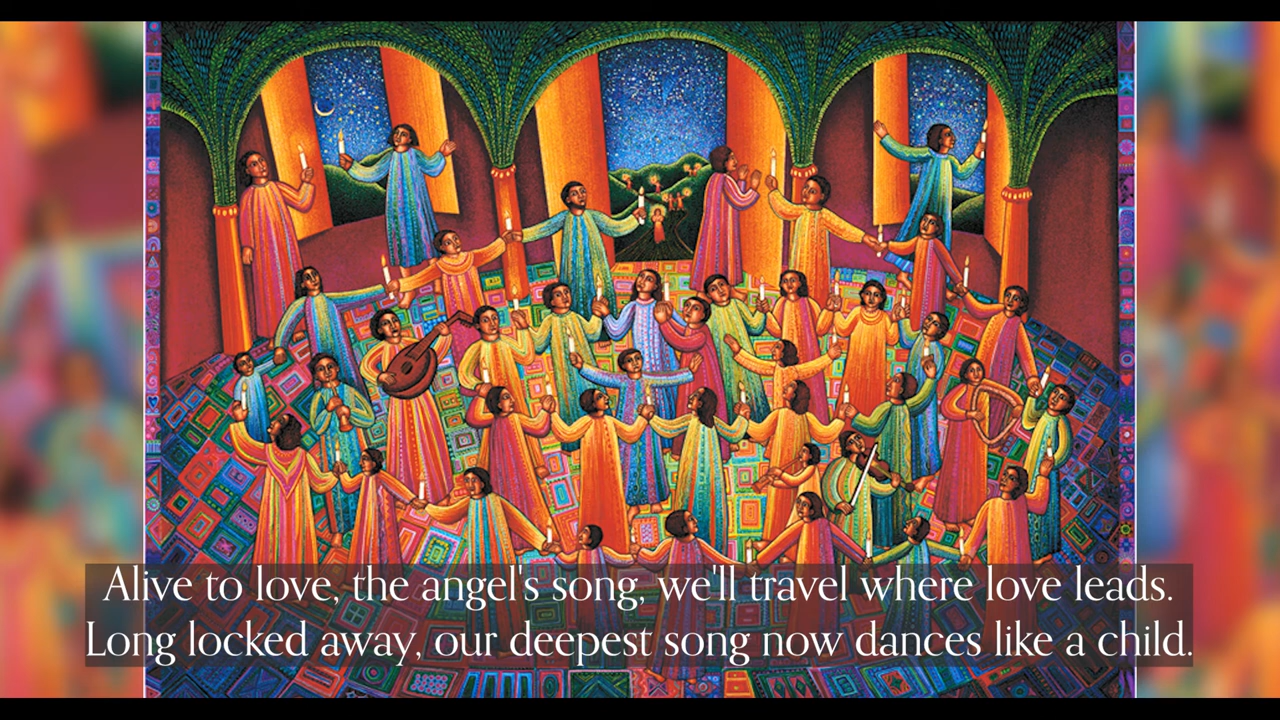 Alive to love, the angel's song, we'll travel where love leads.
Long locked away, our deepest song now dances like a child.